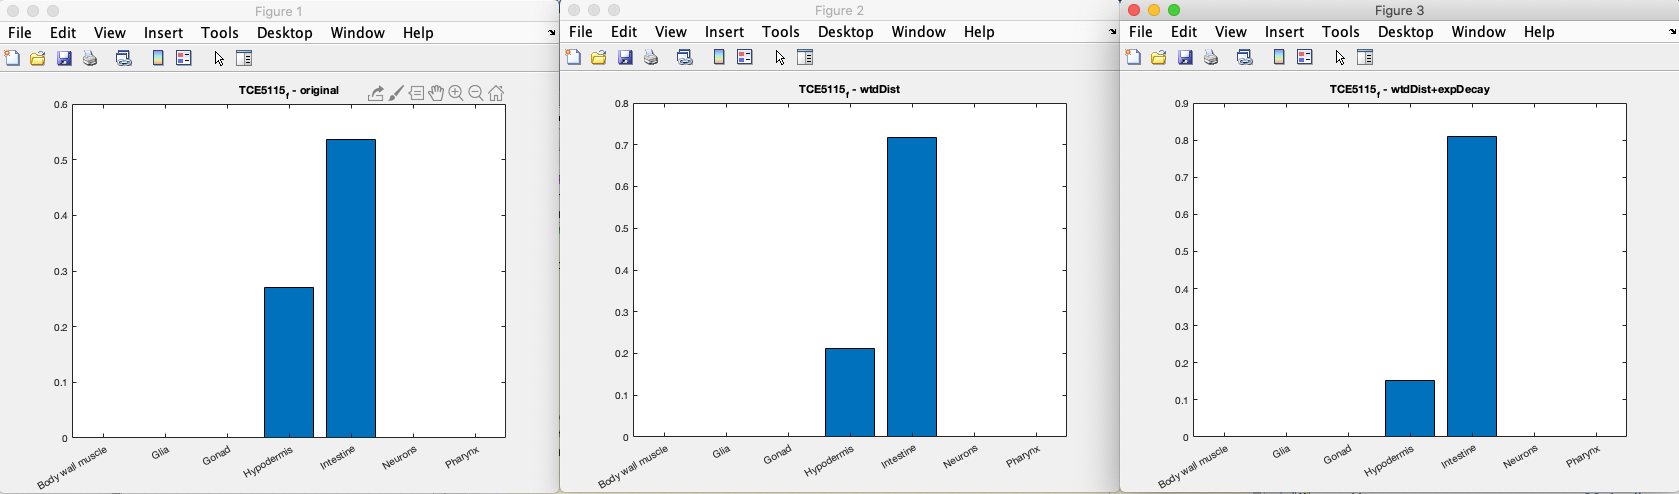 Figure 1
File Edit View Insert Tools Desktop Window Help
TCE5115f - original
0.6
0.5
0.4
0.3
0.2
0.1
0
Body wall muscle
Glia
Gonad
Hypodermis
Intestine
Neurons
Pharynx
Figure 2
File Edit View Insert Tools Desktop Window Help
TCE5115f - wtdDist
0.8
0.7
0.6
0.5
0.4
0.3
0.2
0.1
0
Body wall muscle
Glia
Gonad
Hypodermis
Intestine
Neurons
Pharynx
Figure 3
File Edit View Insert Tools Desktop Window Help
TCE5115f - wtdDist+expDecay
0.9
0.8
0.7
0.6
0.5
0.4
0.3
0.2
0.1
0
Body wall muscle
Glia
Gonad
Hypodermis
Intestine
Neurons
Pharynx